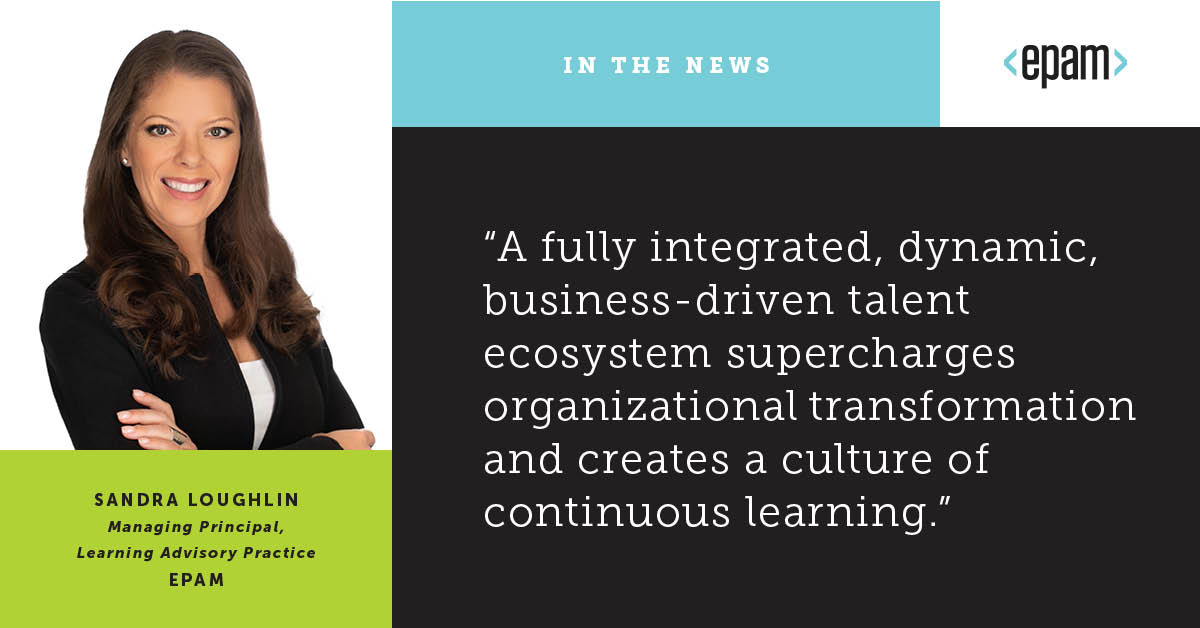 IN THE NEWS
<epam>
“A fully integrated, dynamic,
business-driven talent
ecosystem supercharges
organizational transformation
and creates a culture of
continuous learning.”
SANDRA LOUGHLIN
Managing Principal,
Learning Advisory Practice
EPAM